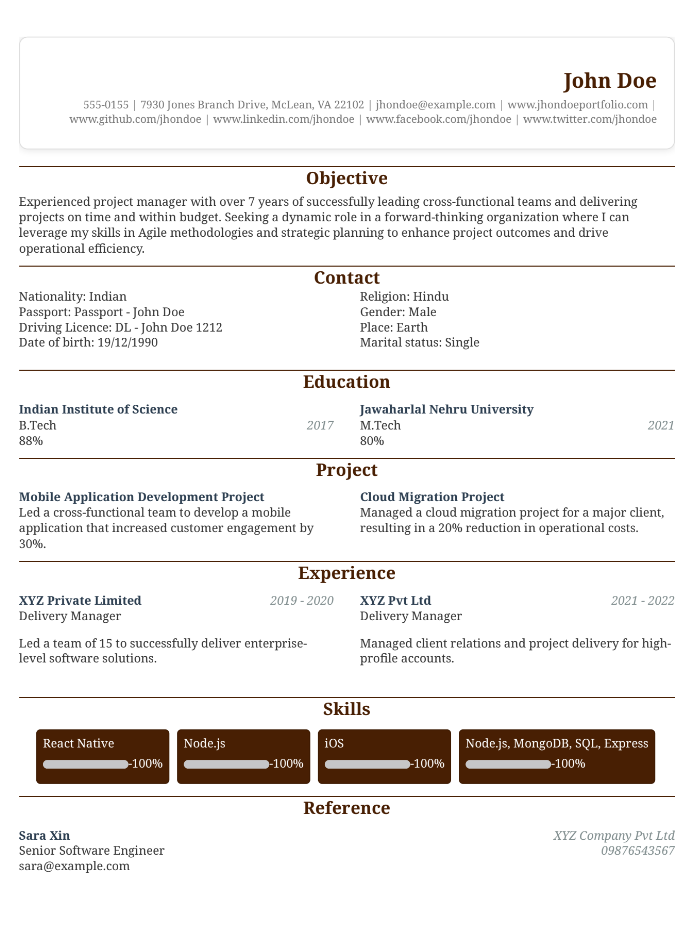 John Doe
555-0155 | 7930 Jones Branch Drive, McLean, VA 22102 | jhondoe@example.com | www.jhondoeportfolio.com |
www.github.com/jhondoe | www.linkedin.com/jhondoe | www.facebook.com/jhondoe | www.twitter.com/jhondoe
Objective
Experienced project manager with over 7 years of successfully leading cross-functional teams and delivering
projects on time and within budget. Seeking a dynamic role in a forward-thinking organization where I can
leverage my skills in Agile methodologies and strategic planning to enhance project outcomes and drive
operational efficiency.
Contact
Nationality: Indian
Passport: Passport - John Doe
Driving Licence: DL - John Doe 1212
Date of birth: 19/12/1990
Religion: Hindu
Gender: Male
Place: Earth
Marital status: Single
Education
Indian Institute of Science
B.Tech 2017
88%
Jawaharlal Nehru University
M.Tech 2021
80%
Project
Mobile Application Development Project
Led a cross-functional team to develop a mobile
application that increased customer engagement by
30%.
Cloud Migration Project
Managed a cloud migration project for a major client,
resulting in a 20% reduction in operational costs.
Experience
XYZ Private Limited 2019 - 2020
Delivery Manager
Led a team of 15 to successfully deliver enterprise-
level software solutions.
XYZ Pvt Ltd 2021 - 2022
Delivery Manager
Managed client relations and project delivery for high-
profile accounts.
Skills
React Native
-100%
Node.js
-100%
iOS
-100%
Node.js, MongoDB, SQL, Express
-100%
Reference
Sara Xin XYZ Company Pvt Ltd
Senior Software Engineer 09876543567
sara@example.com